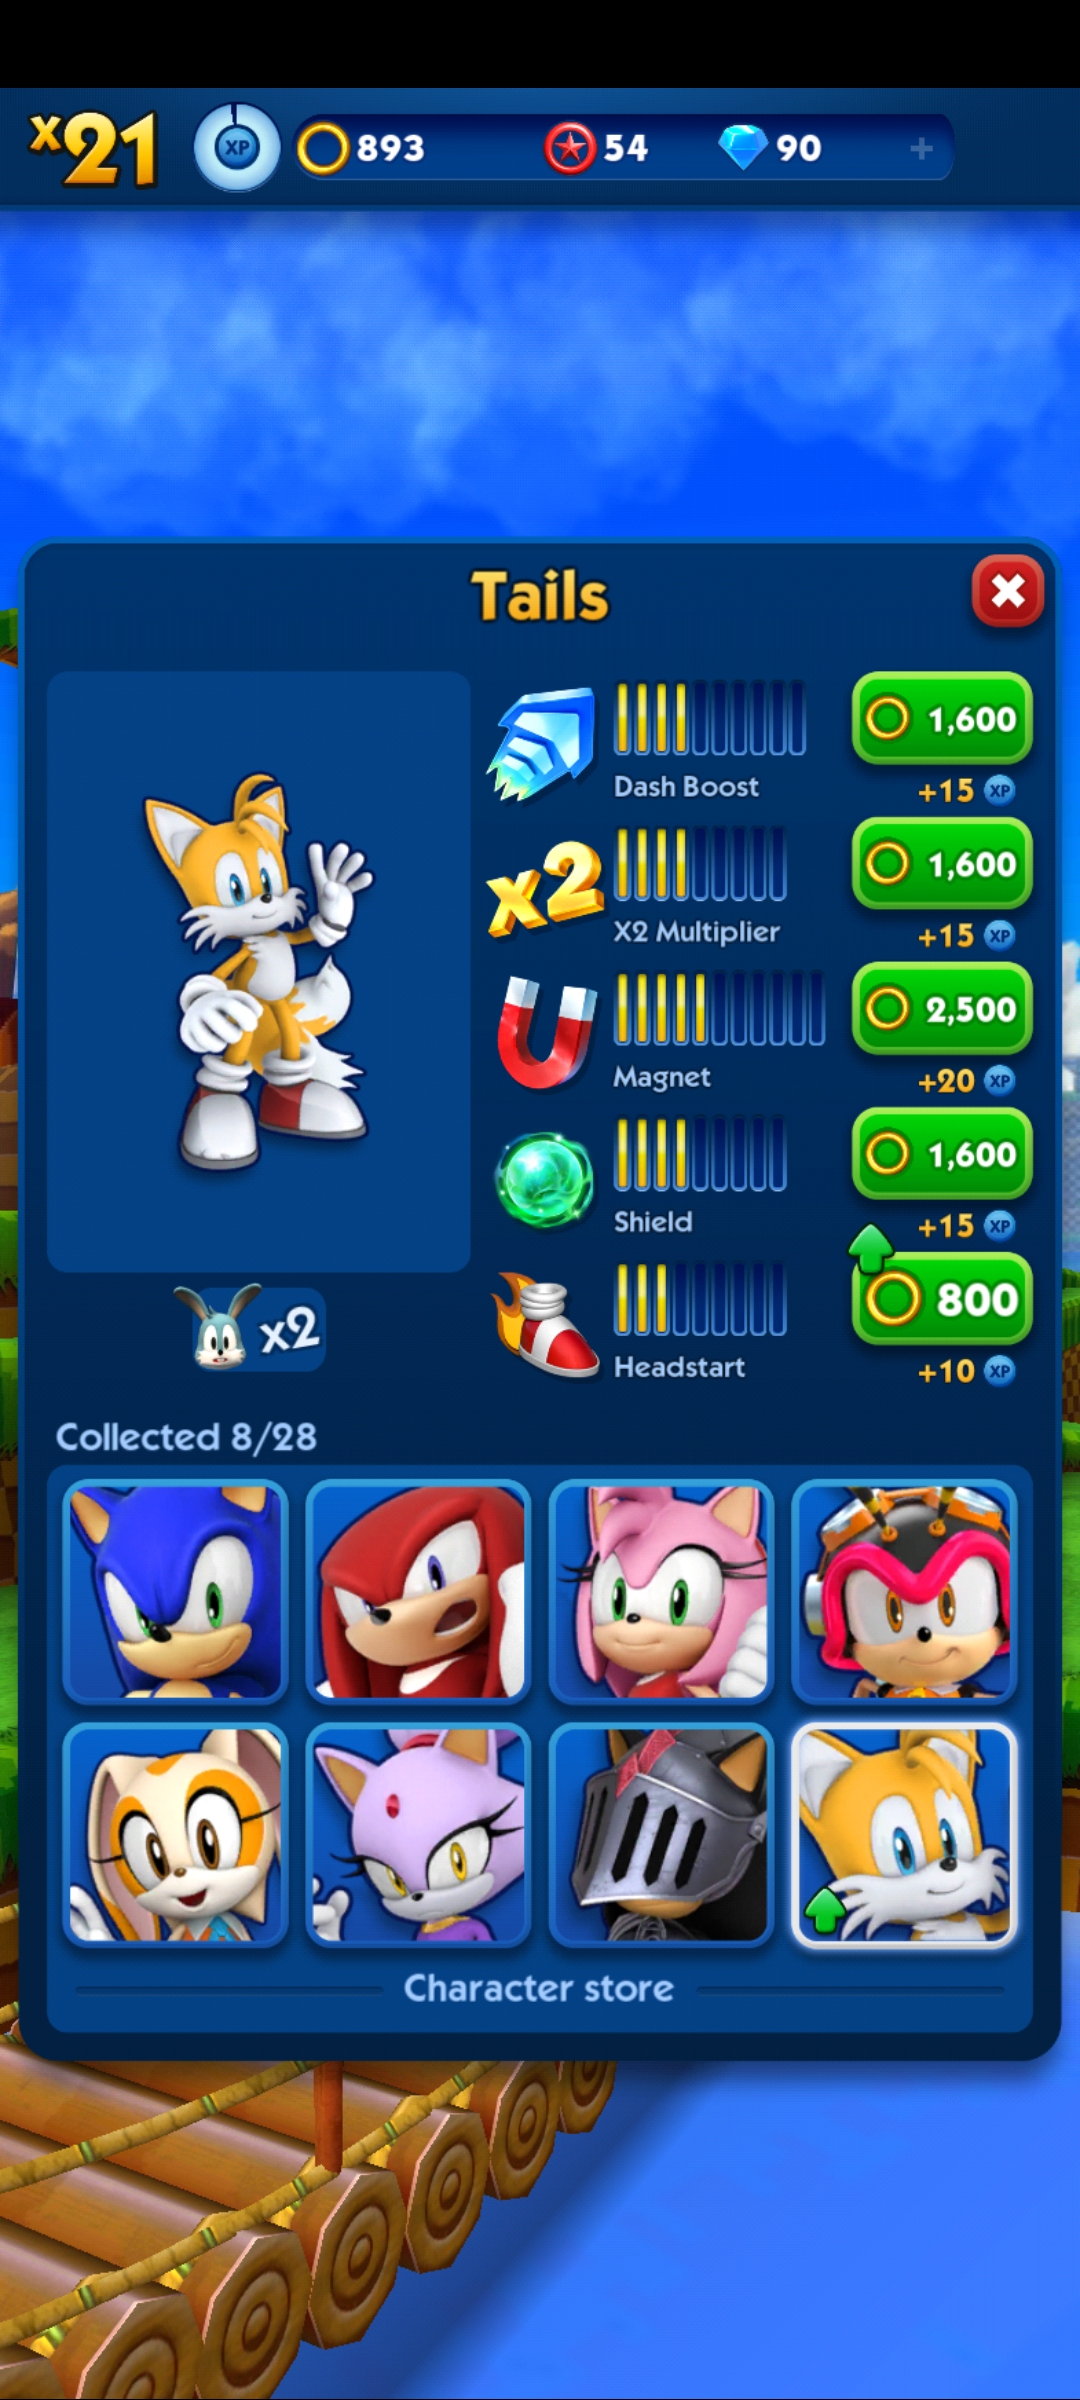 x21
XP
893
54
90
+
Tails
1,600
Dash Boost
+15 XP
x2
1,600
X2 Multiplier
+15 XP
2,500
Magnet
+20 XP
1,600
Shield
+15 XP
x2
800
Headstart
+10 XP
Collected 8/28
Character store